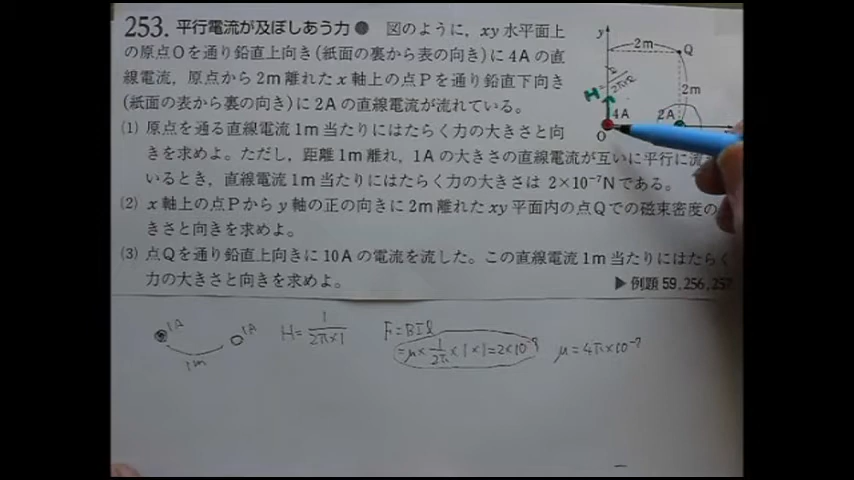 253. 平行電流が及ぼしあう力 ● 図のように，xy水平面上
の原点Oを通り鉛直上向き(紙面の裏から表の向き)に4Aの直
線電流，原点から2m離れたx軸上の点Pを通り鉛直下向き
(紙面の表から裏の向き)に2Aの直線電流が流れている。
(1) 原点を通る直線電流1m当たりにはたらく力の大きさと向
きを求めよ。ただし，距離1m離れ，1Aの大きさの直線電流が互いに平行に流
いるとき，直線電流1m当たりにはたらく力の大きさは 2×10⁻⁷Nである。
(2) x軸上の点Pからy軸の正の向きに2m離れたxy平面内の点Qでの磁束密度の
きさと向きを求めよ。
(3) 点Qを通り鉛直上向きに10Aの電流を流した。この直線電流1m当たりにはたらく
力の大きさと向きを求めよ。
▶ 例題 59, 256, 257
y
2m
Q
2m
H=
4A
2A
O
1A
1A
1m
H= 1/(2π×1)
F=BIl
=μ× 1/2π ×1×1=2×10
μ=4π×10⁻⁷